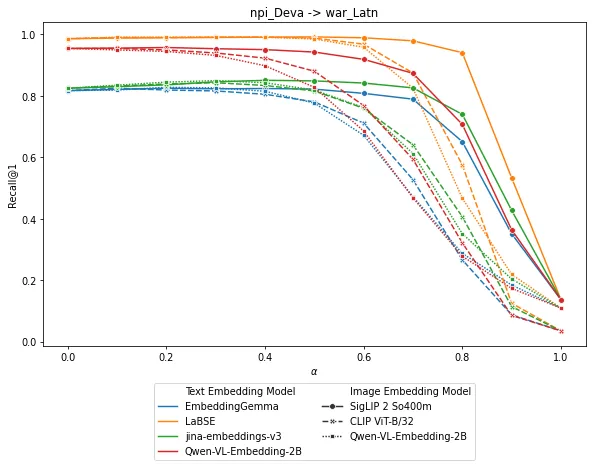 npi_Deva -> war_Latn
Recall@1
1.0
0.8
0.6
0.4
0.2
0.0
0.0 0.2 0.4 0.6 0.8 1.0
α
Text Embedding Model
EmbeddingGemma
LaBSE
jina-embeddings-v3
Qwen-VL-Embedding-2B
Image Embedding Model
SigLIP 2 So400m
CLIP ViT-B/32
Qwen-VL-Embedding-2B